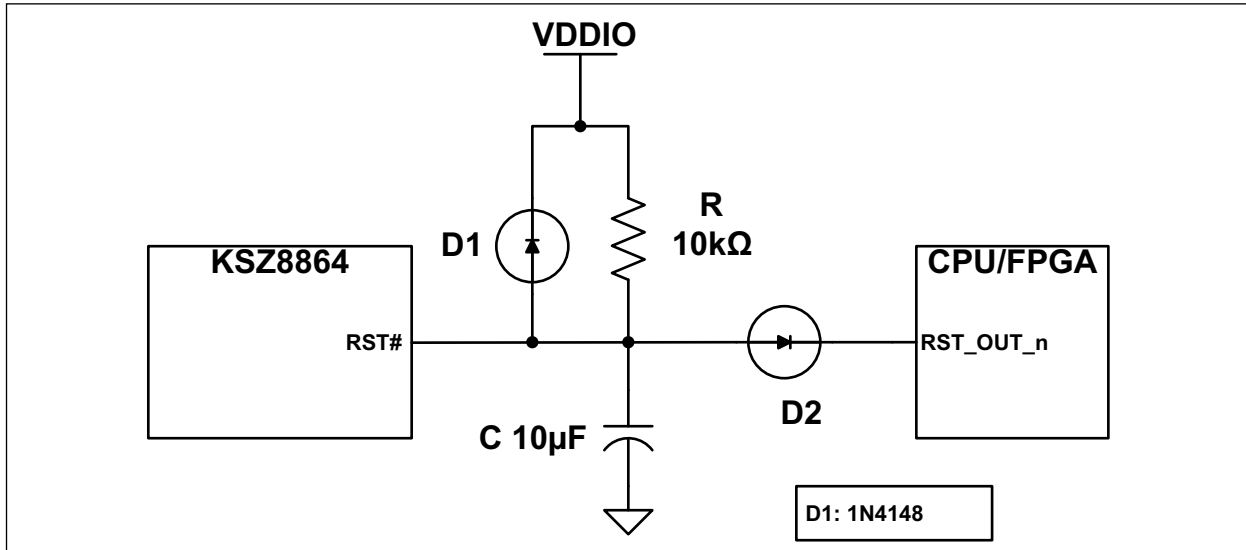 VDDIO
R
10kΩ
D1
KSZ8864
CPU/FPGA
RST#
RST_OUT_n
D2
C 10µF
D1: 1N4148